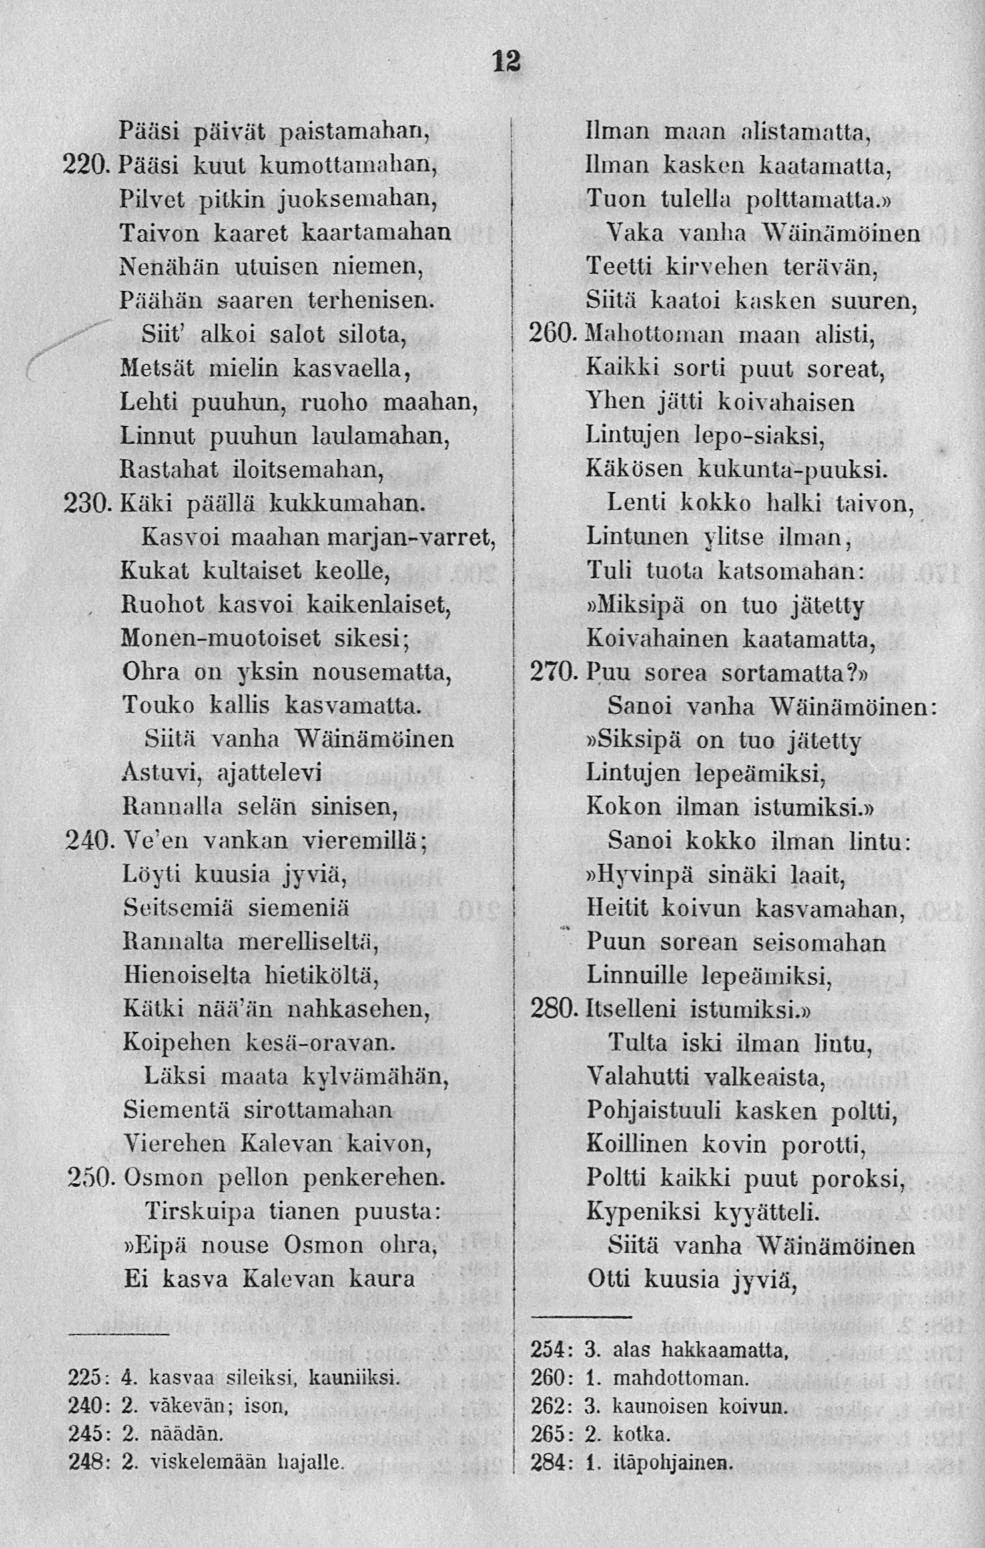 12
Pääsi päivät paistamahan,
220. Pääsi kuut kumottamahan,
Pilvet pitkin juoksemahan,
Taivon kaaret kaartamahan
Nenähän utuisen niemen,
Päähän saaren terhenisen.
Siit' alkoi salot silota,
Metsät mielin kasvaella,
Lehti puuhun, ruoho maahan,
Linnut puuhun laulamahan,
Rastahat iloitsemahan,
230. Käki päällä kukkumahan.
Kasvoi maahan marjan-varret,
Kukat kultaiset keolle,
Ruohot kasvoi kaikenlaiset,
Monen-muotoiset sikesi;
Ohra on yksin nousematta,
Touko kallis kasvamatta.
Siitä vanha Wäinämöinen
Astuvi, ajattelevi
Rannalla selän sinisen,
240. Ve'en vankan vieremillä;
Löyti kuusia jyviä,
Seitsemiä siemeniä
Rannalta merelliseltä,
Hienoiselta hietiköltä,
Kätki nää'än nahkasehen,
Koipehen kesä-oravan.
Läksi maata kylvämähän,
Siementä sirottamahan
Vierehen Kalevan kaivon,
250. Osmon pellon penkerehen.
Tirskuipa tianen puusta:
»Eipä nouse Osmon ohra,
Ei kasva Kalevan kaura
225: 4. kasvaa sileiksi, kauniiksi.
240: 2. väkevän; ison,
245: 2. näädän.
248: 2. viskelemään hajalle.
Ilman maan alistamatta,
Ilman kasken kaatamatta,
Tuon tulella polttamatta.»
Vaka vanha Wäinämöinen
Teetti kirvehen terävän,
Siitä kaatoi kasken suuren,
260. Mahottoman maan alisti,
Kaikki sorti puut soreat,
Yhen jätti koivahaisen
Lintujen lepo-siaksi,
Käkösen kukunta-puuksi.
Lenti kokko halki taivon,
Lintunen ylitse ilman,
Tuli tuota katsomahan:
»Miksipä on tuo jätetty
Koivahainen kaatamatta,
270. Puu sorea sortamatta?»
Sanoi vanha Wäinämöinen:
»Siksipä on tuo jätetty
Lintujen lepeämiksi,
Kokon ilman istumiksi.»
Sanoi kokko ilman lintu:
»Hyvinpä sinäki laait,
Heitit koivun kasvamahan,
Puun sorean seisomahan
Linnuille lepeämiksi,
280. Itselleni istumiksi.»
Tulta iski ilman lintu,
Valahutti valkeaista,
Pohjaistuuli kasken poltti,
Koillinen kovin porotti,
Poltti kaikki puut poroksi,
Kypeniksi kyyätteli.
Siitä vanha Wäinämöinen
Otti kuusia jyviä,
254: 3. alas hakkaamatta,
260: 1. mahdottoman.
262: 3. kaunoisen koivun.
265: 2. kotka.
284: 1. itäpohjainen.